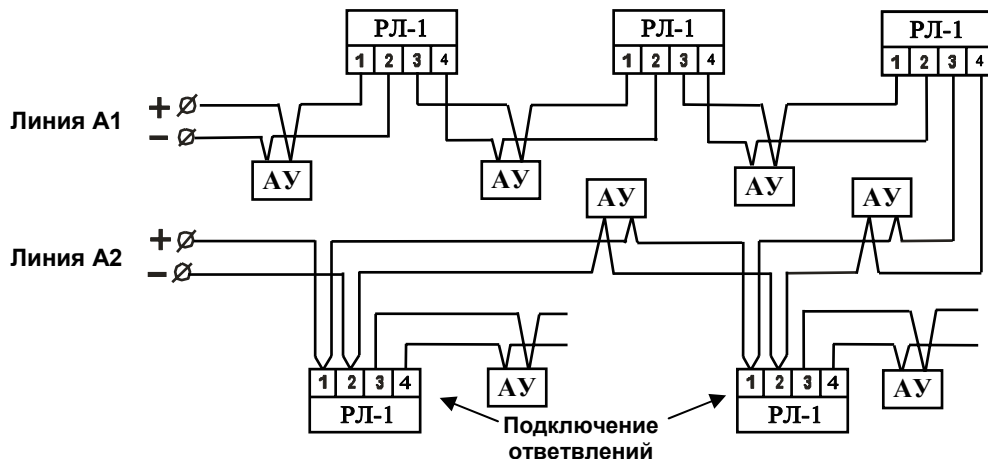 РЛ-1 РЛ-1 РЛ-1
1 2 3 4 1 2 3 4 1 2 3 4
Линия А1 + –
АУ АУ АУ
АУ АУ
Линия А2 + –
1 2 3 4 АУ 1 2 3 4 АУ
РЛ-1 РЛ-1
Подключение
ответвлений